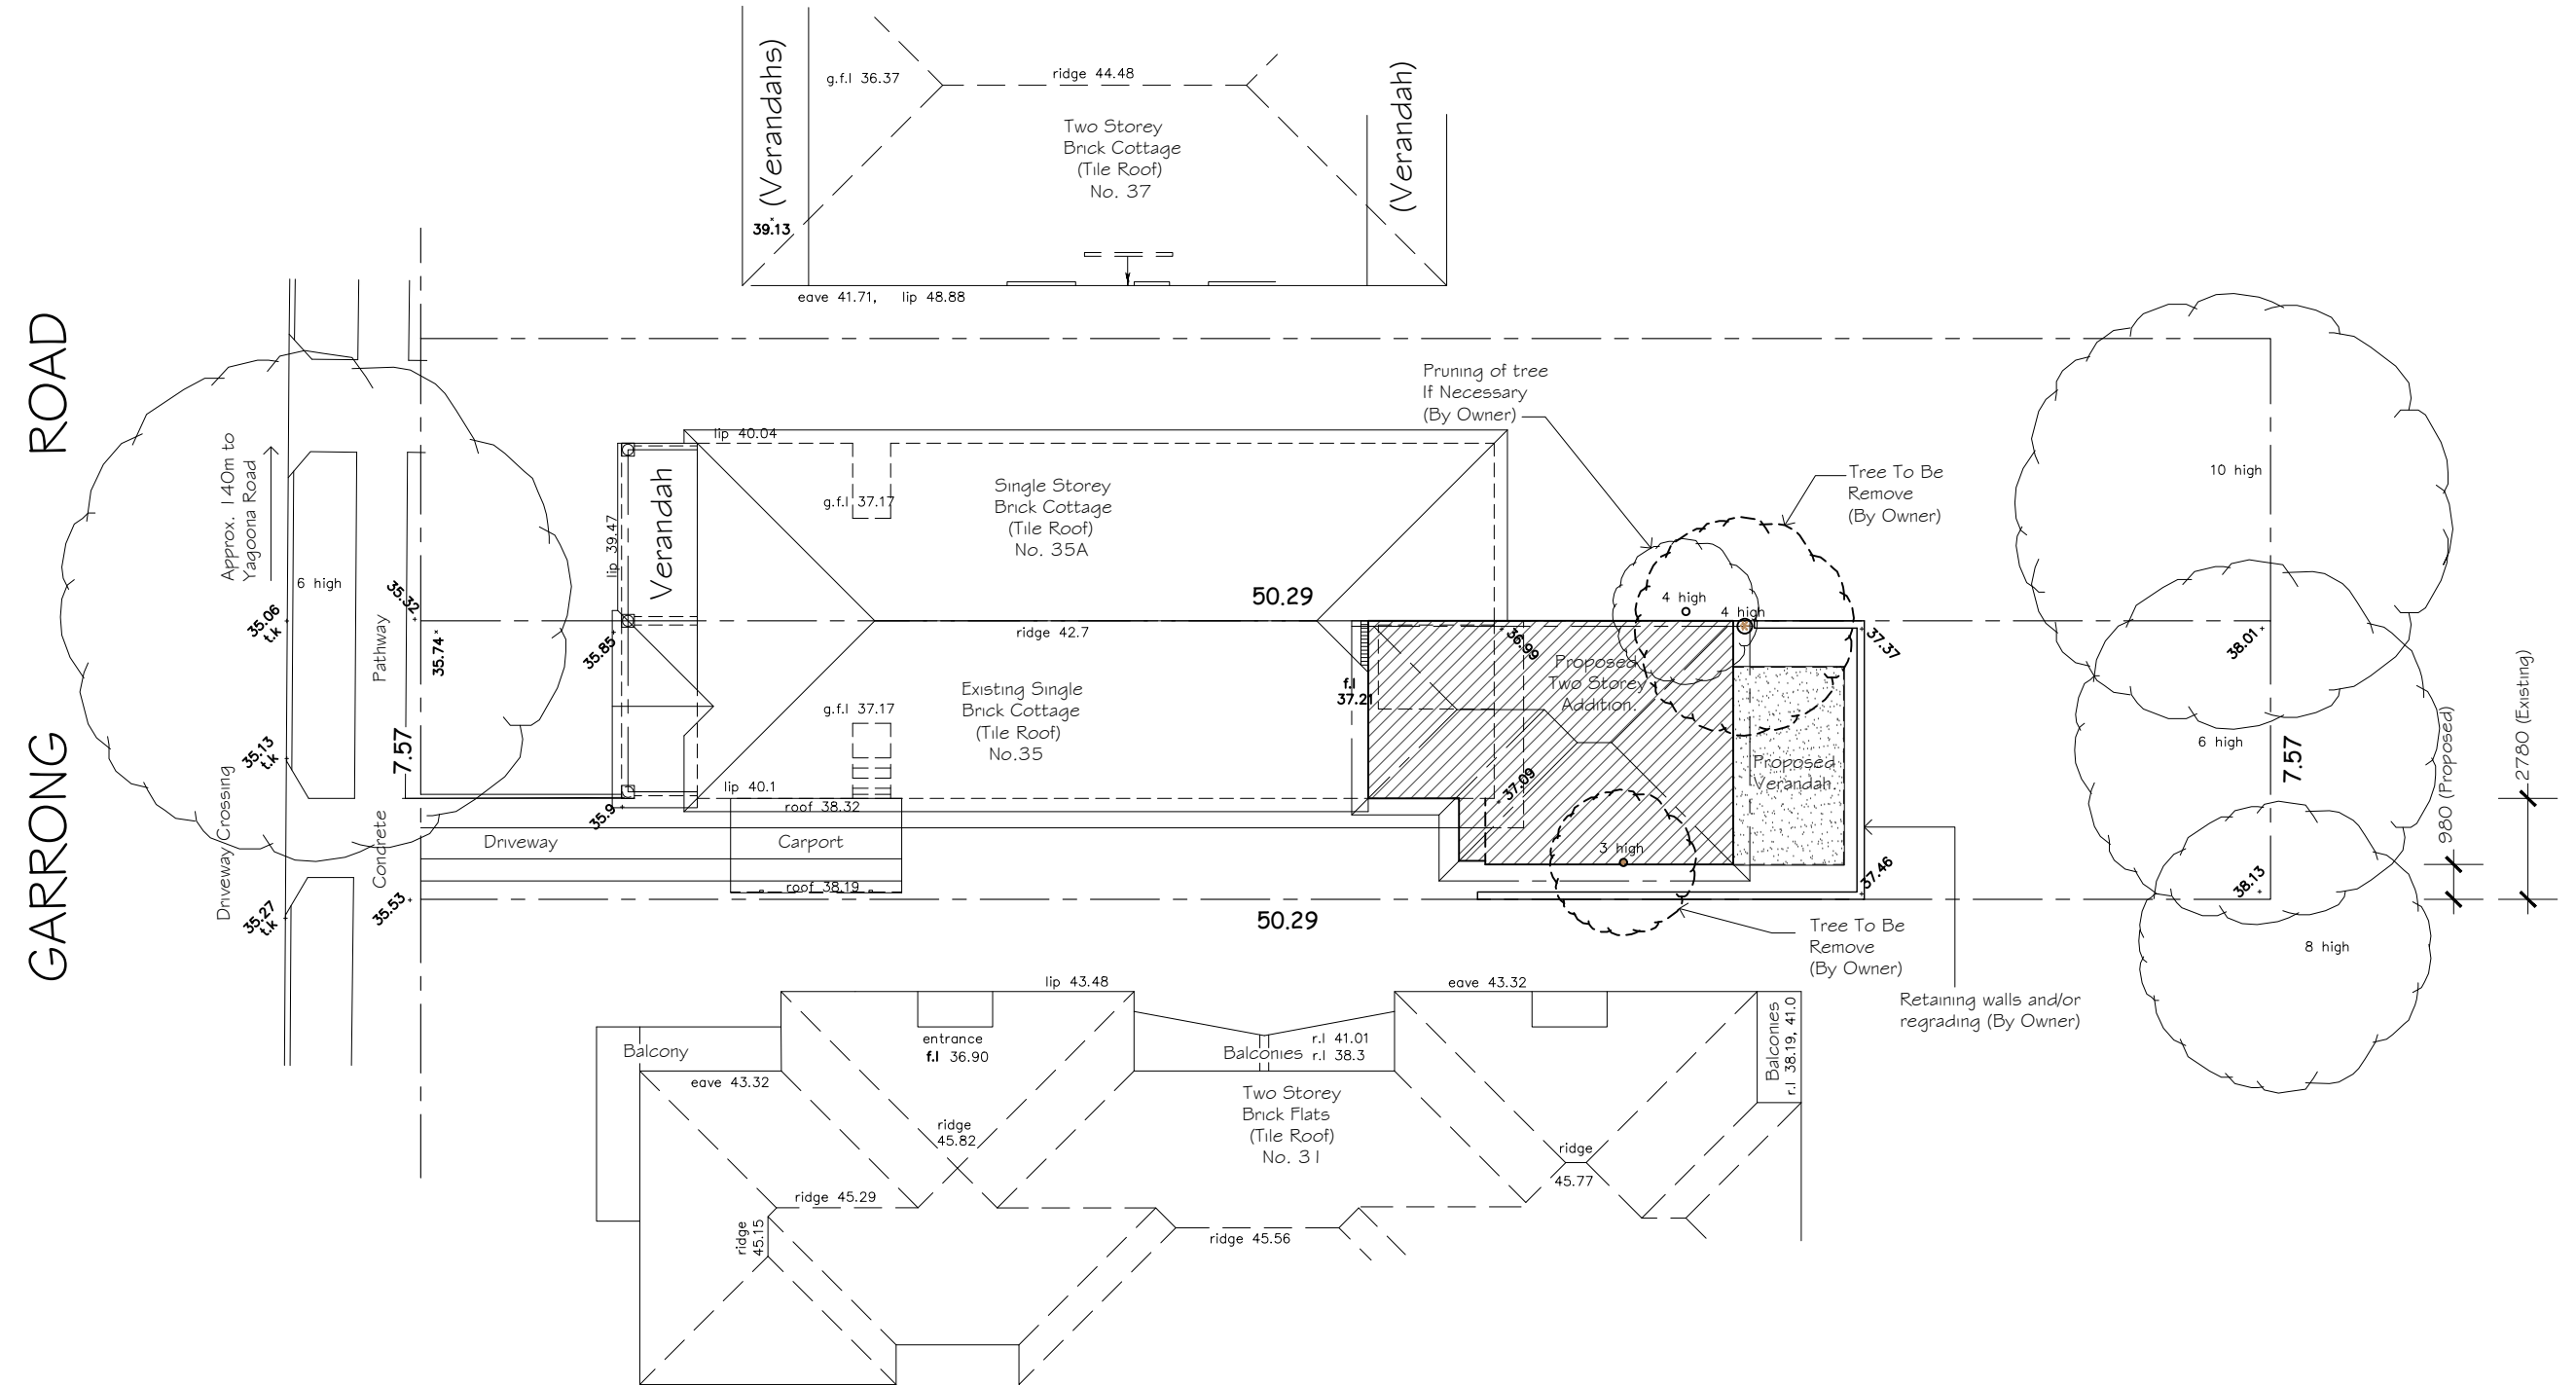 (Verandahs)
g.f.l 36.37
ridge 44.48
(Verandah)
Two Storey
Brick Cottage
(Tile Roof)
No. 37
39.13
eave 41.71, lip 48.88
GARRONG ROAD
Approx. 140m to
Yagoona Road
6 high
35.06
t.k
35.13
t.k
35.27
t.k
Driveway Crossing
Pathway
Concrete
35.32
35.74
7.57
35.53
35.85
35.9
lip 39.47
Verandah
lip 40.04
g.f.l 37.17
Single Storey
Brick Cottage
(Tile Roof)
No. 35A
50.29
ridge 42.7
Existing Single
Brick Cottage
(Tile Roof)
No.35
g.f.l 37.17
lip 40.1
roof 38.32
Driveway
Carport
roof 38.19
Pruning of tree
If Necessary
(By Owner)
Tree To Be
Remove
(By Owner)
4 high
4 high
36.99
37.37
f.l
37.21
Proposed
Two Storey
Addition.
37.09
Proposed
Verandah.
3 high
37.46
50.29
Tree To Be
Remove
(By Owner)
Retaining walls and/or
regrading (By Owner)
10 high
38.01
6 high
7.57
38.13
8 high
980 (Proposed)
2780 (Existing)
lip 43.48
eave 43.32
Balcony
eave 43.32
entrance
f.l 36.90
Balconies
r.l 41.01
r.l 38.3
Balconies
r.l 38.19, 41.0
Two Storey
Brick Flats
(Tile Roof)
No. 31
ridge
45.82
ridge
45.77
ridge 45.29
ridge
45.15
ridge 45.56